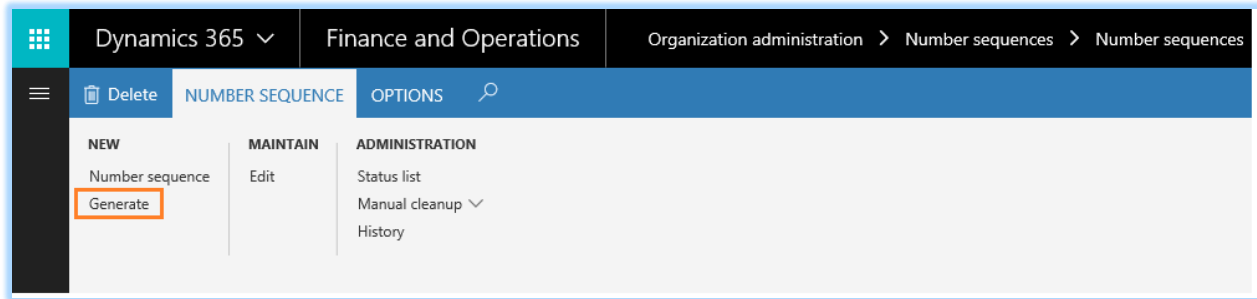 Dynamics 365 Finance and Operations Organization administration > Number sequences > Number sequences
Delete NUMBER SEQUENCE OPTIONS
NEW MAINTAIN ADMINISTRATION
Number sequence Edit Status list
Generate Manual cleanup
History